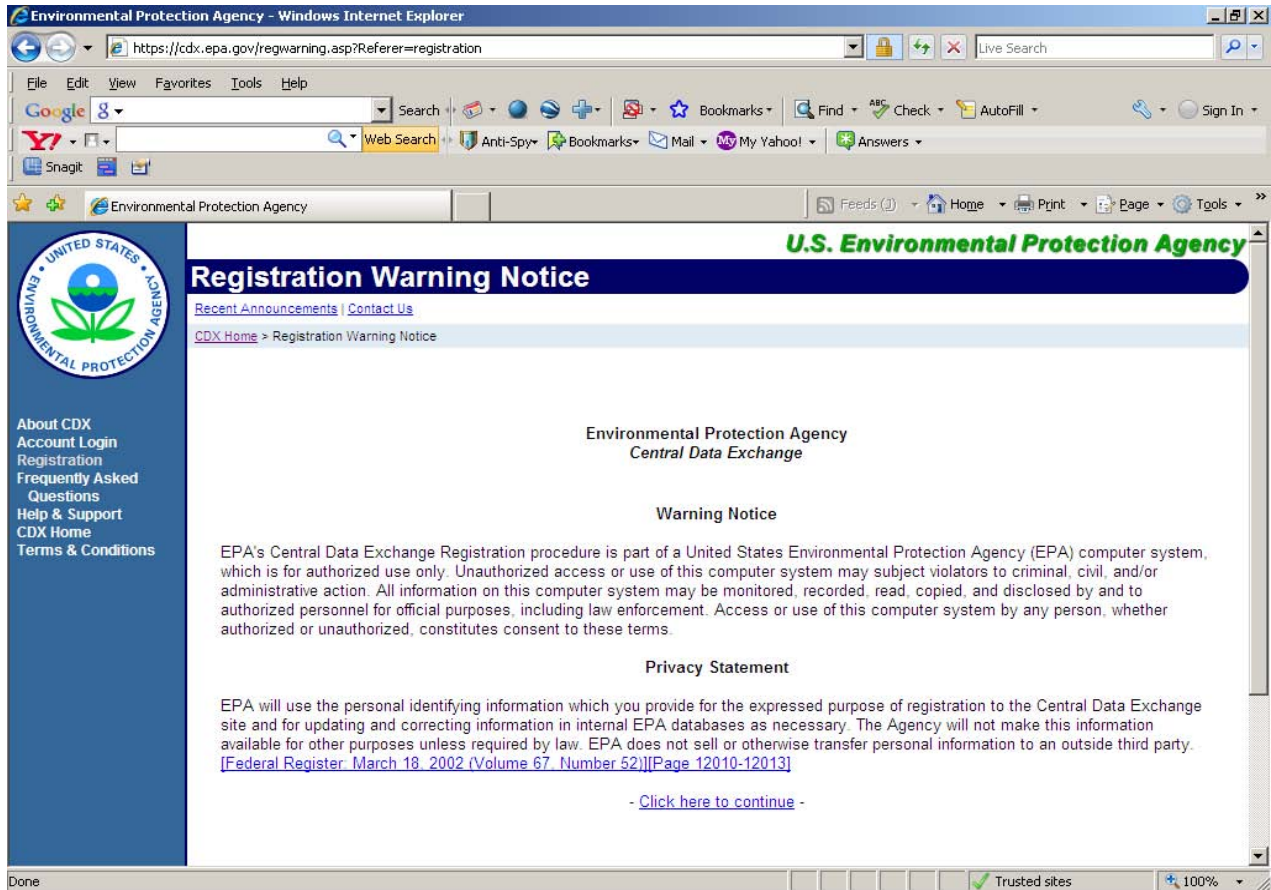 Environmental Protection Agency - Windows Internet Explorer
https://cdx.epa.gov/regwarning.asp?Referer=registration
Live Search
File Edit View Favorites Tools Help
Google Search Bookmarks Find ABC Check AutoFill Sign In
Y! Web Search Anti-Spy Bookmarks Mail My My Yahoo! Answers
Snagit
Environmental Protection Agency Feeds (J) Home Print Page Tools »
UNITED STATES ENVIRONMENTAL PROTECTION AGENCY
U.S. Environmental Protection Agency
Registration Warning Notice
Recent Announcements | Contact Us
CDX Home > Registration Warning Notice
About CDX
Account Login
Registration
Frequently Asked
Questions
Help & Support
CDX Home
Terms & Conditions
Environmental Protection Agency
Central Data Exchange
Warning Notice
EPA's Central Data Exchange Registration procedure is part of a United States Environmental Protection Agency (EPA) computer system,
which is for authorized use only. Unauthorized access or use of this computer system may subject violators to criminal, civil, and/or
administrative action. All information on this computer system may be monitored, recorded, read, copied, and disclosed by and to
authorized personnel for official purposes, including law enforcement. Access or use of this computer system by any person, whether
authorized or unauthorized, constitutes consent to these terms.
Privacy Statement
EPA will use the personal identifying information which you provide for the expressed purpose of registration to the Central Data Exchange
site and for updating and correcting information in internal EPA databases as necessary. The Agency will not make this information
available for other purposes unless required by law. EPA does not sell or otherwise transfer personal information to an outside third party.
[Federal Register: March 18, 2002 (Volume 67, Number 52)][Page 12010-12013]
- Click here to continue -
Done Trusted sites 100%